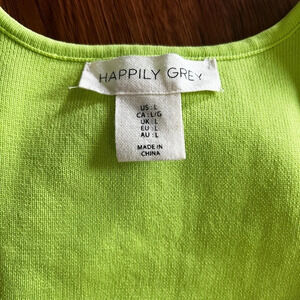 HAPPILY GREY
US: L
CA: L/G
UK: L
EU: L
AU: L
MADE IN
CHINA